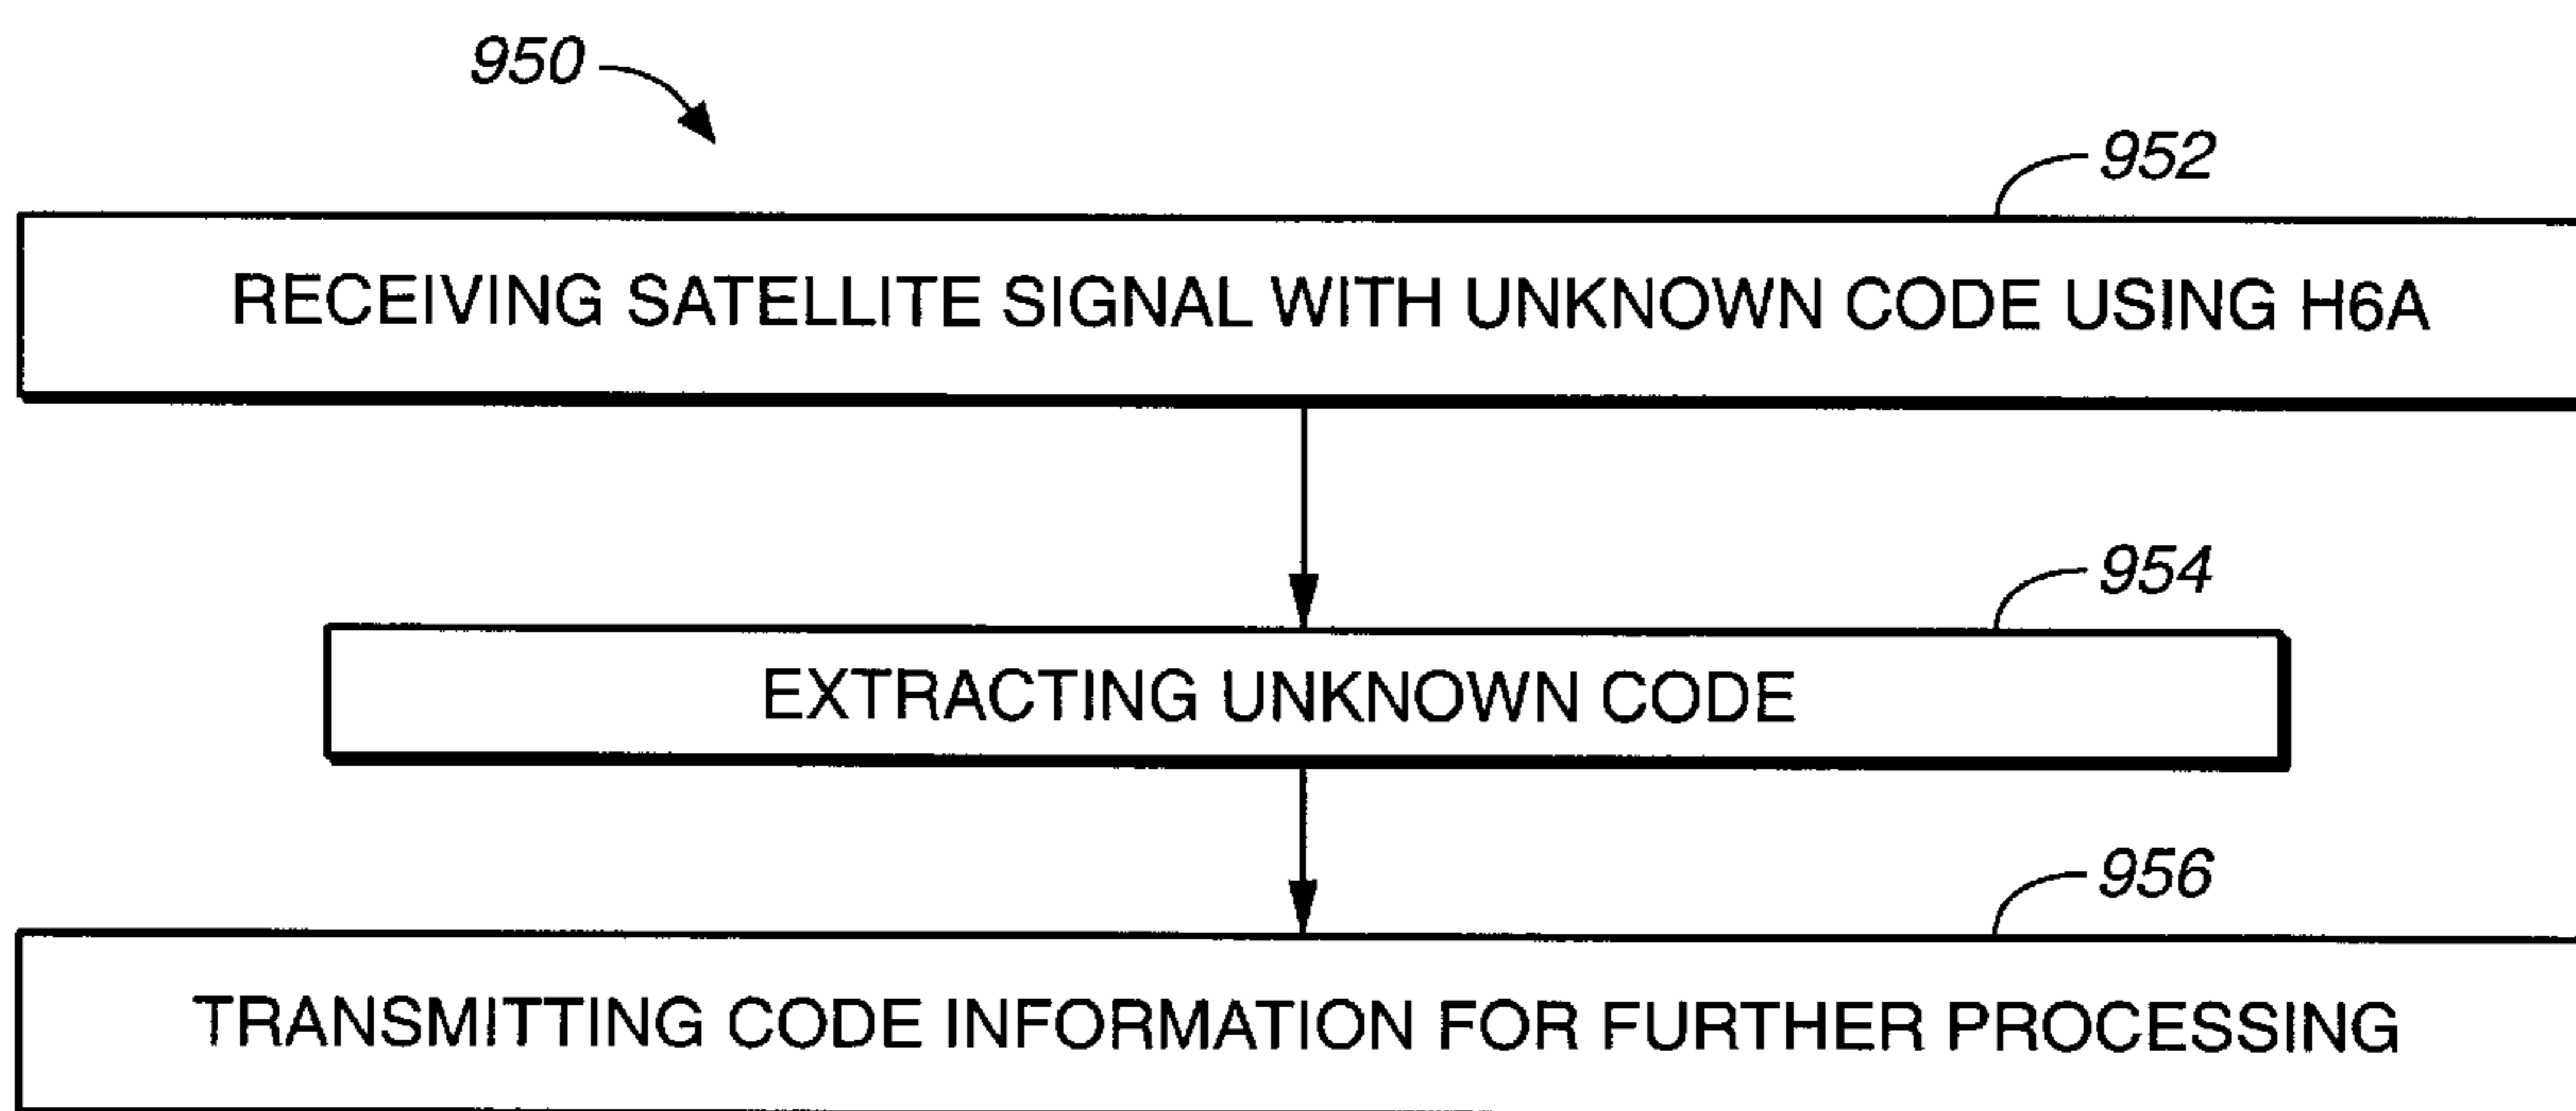 950
952
RECEIVING SATELLITE SIGNAL WITH UNKNOWN CODE USING H6A
954
EXTRACTING UNKNOWN CODE
956
TRANSMITTING CODE INFORMATION FOR FURTHER PROCESSING